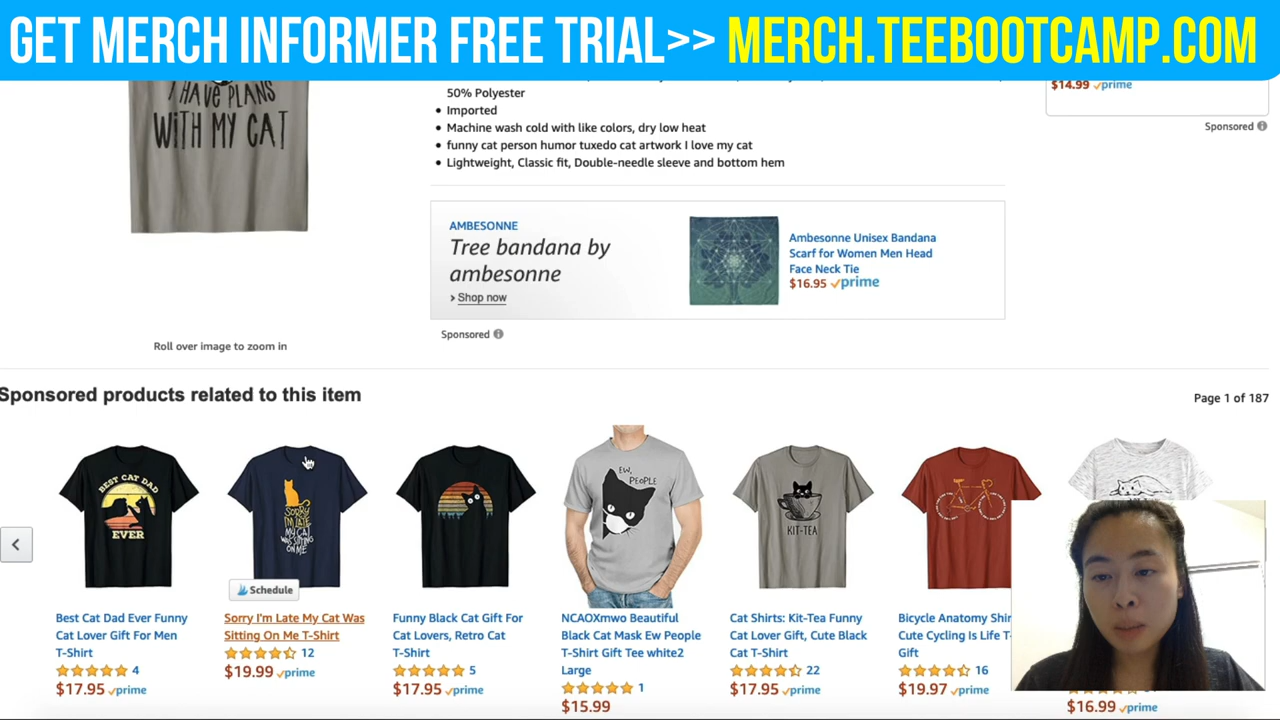 GET MERCH INFORMER FREE TRIAL>> MERCH.TEEBOOTCAMP.COM
I HAVE PLANS
WITH MY CAT
50% Polyester
• Imported
• Machine wash cold with like colors, dry low heat
• funny cat person humor tuxedo cat artwork I love my cat
• Lightweight, Classic fit, Double-needle sleeve and bottom hem
$14.99 prime
Sponsored
AMBESONNE
Tree bandana by
ambesonne
› Shop now
Ambesonne Unisex Bandana
Scarf for Women Men Head
Face Neck Tie
$16.95 prime
Sponsored
Roll over image to zoom in
Sponsored products related to this item
Page 1 of 187
BEST CAT DAD
EVER
SORRY
I'M LATE
MY CAT
WAS SITTING
ON ME
EW,
PEOPLE
KIT-TEA
Schedule
Best Cat Dad Ever Funny
Cat Lover Gift For Men
T-Shirt
4
$17.95 prime
Sorry I'm Late My Cat Was
Sitting On Me T-Shirt
12
$19.99 prime
Funny Black Cat Gift For
Cat Lovers, Retro Cat
T-Shirt
5
$17.95 prime
NCAOXmwo Beautiful
Black Cat Mask Ew People
T-Shirt Gift Tee white2
Large
1
$15.99
Cat Shirts: Kit-Tea Funny
Cat Lover Gift, Cute Black
Cat T-Shirt
22
$17.95 prime
Bicycle Anatomy Shir
Cute Cycling Is Life T-
Gift
16
$19.97 prime
$16.99 prime